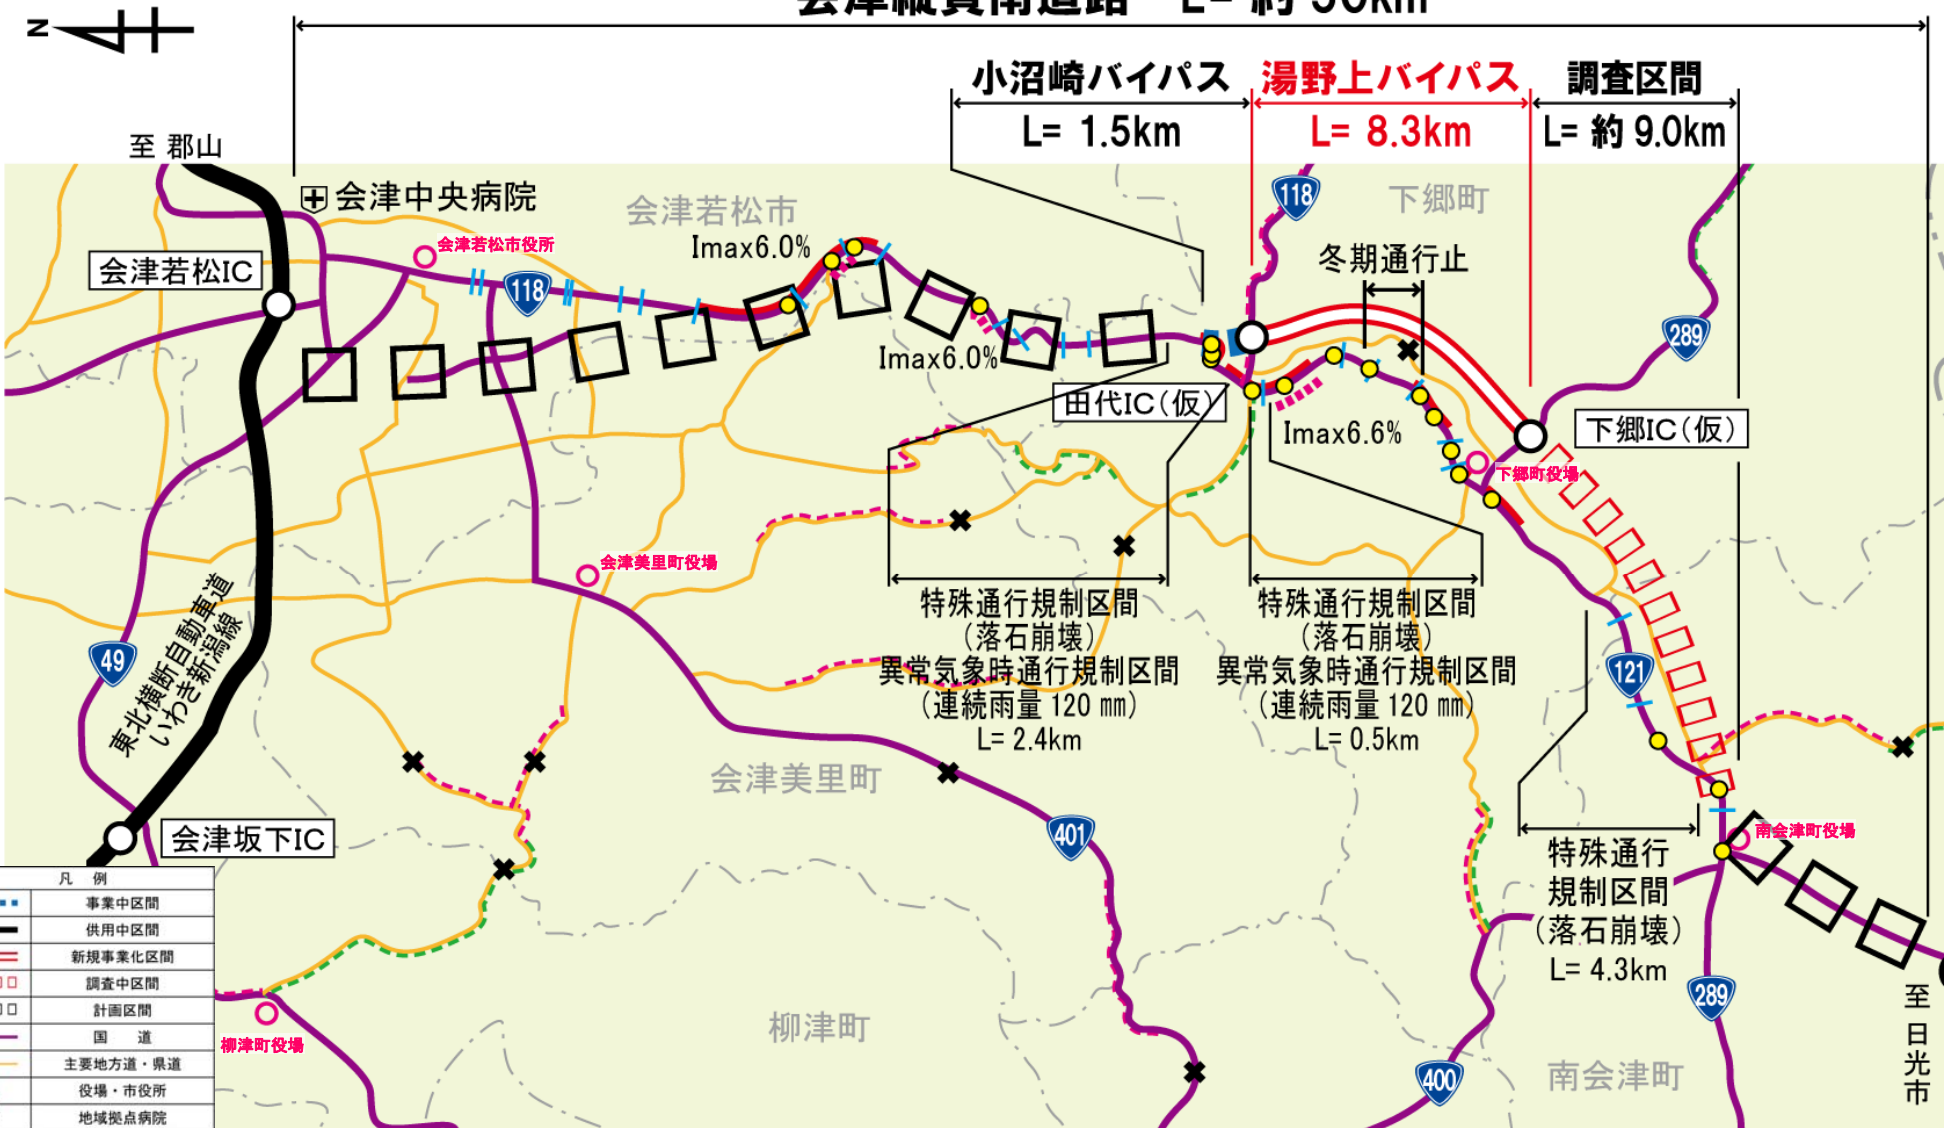 会津縦貫南道路　L= 約50km
N
小沼崎バイパス
L= 1.5km
湯野上バイパス
L= 8.3km
調査区間
L= 約 9.0km
至 郡山
会津中央病院
会津若松市役所
会津若松市
Imax6.0%
会津若松IC
118
118
下郷町
冬期通行止
289
Imax6.0%
田代IC(仮)
Imax6.6%
下郷IC(仮)
下郷町役場
会津美里町役場
特殊通行規制区間
(落石崩壊)
異常気象時通行規制区間
(連続雨量 120 ㎜)
L= 2.4km
特殊通行規制区間
(落石崩壊)
異常気象時通行規制区間
(連続雨量 120 ㎜)
L= 0.5km
49
東北横断自動車道
いわき新潟線
121
会津美里町
401
会津坂下IC
南会津町役場
特殊通行
規制区間
(落石崩壊)
L= 4.3km
凡　例
事業中区間
供用中区間
新規事業化区間
調査中区間
計画区間
国　　道
主要地方道・県道
役場・市役所
地域拠点病院
柳津町役場
柳津町
400
南会津町
289
至 日光市